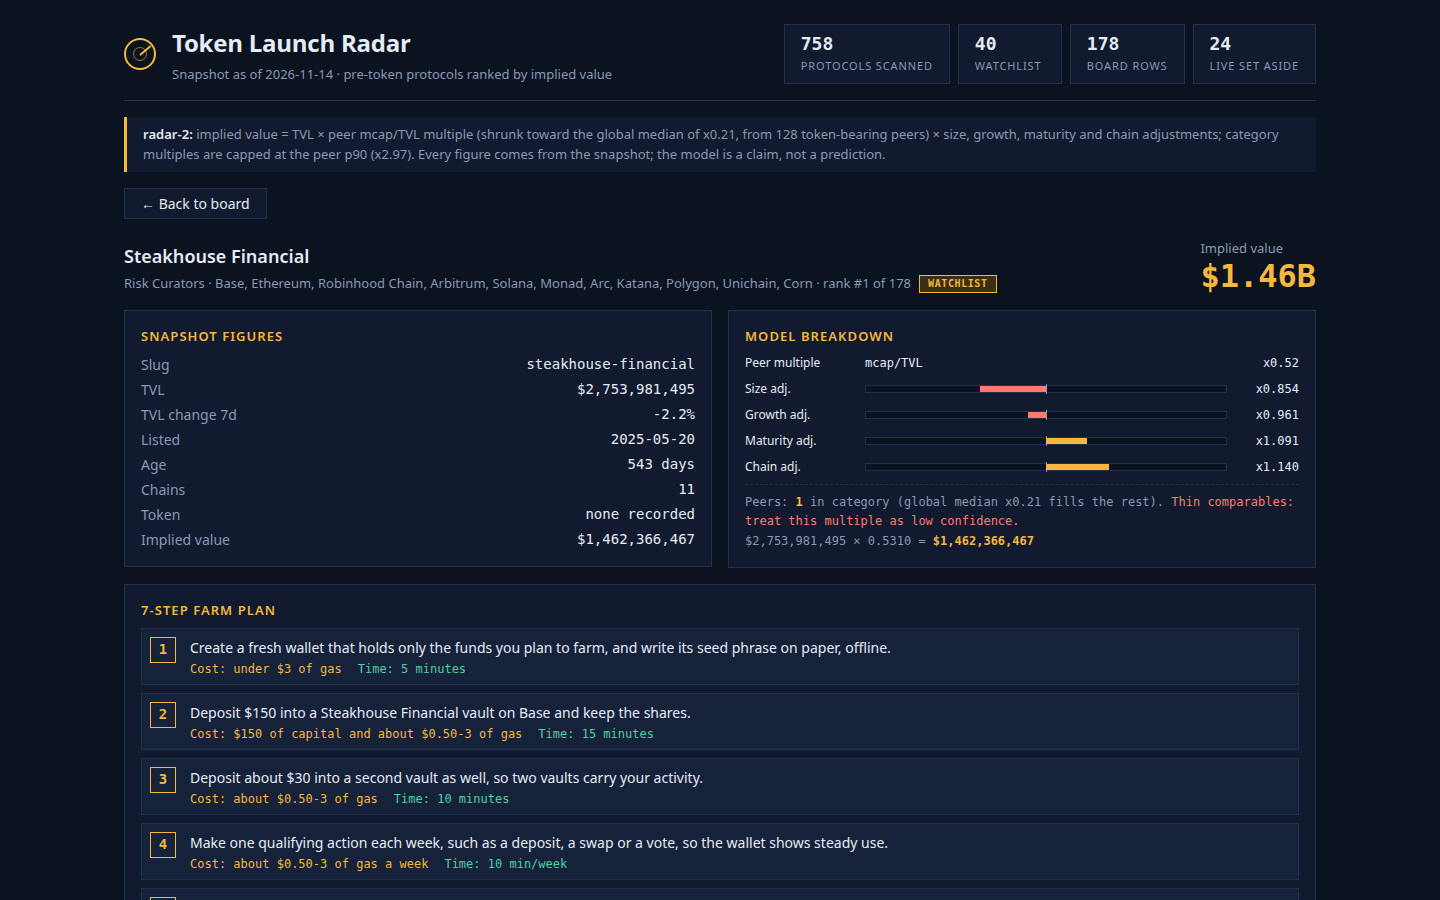 Token Launch Radar
Snapshot as of 2026-11-14 · pre-token protocols ranked by implied value
758
PROTOCOLS SCANNED
40
WATCHLIST
178
BOARD ROWS
24
LIVE SET ASIDE
radar-2: implied value = TVL × peer mcap/TVL multiple (shrunk toward the global median of x0.21, from 128 token-bearing peers) × size, growth, maturity and chain adjustments; category
multiples are capped at the peer p90 (x2.97). Every figure comes from the snapshot; the model is a claim, not a prediction.
← Back to board
Steakhouse Financial
Risk Curators · Base, Ethereum, Robinhood Chain, Arbitrum, Solana, Monad, Arc, Katana, Polygon, Unichain, Corn · rank #1 of 178 WATCHLIST
Implied value
$1.46B
SNAPSHOT FIGURES
Slug steakhouse-financial
TVL $2,753,981,495
TVL change 7d -2.2%
Listed 2025-05-20
Age 543 days
Chains 11
Token none recorded
Implied value $1,462,366,467
MODEL BREAKDOWN
Peer multiple mcap/TVL x0.52
Size adj. x0.854
Growth adj. x0.961
Maturity adj. x1.091
Chain adj. x1.140
Peers: 1 in category (global median x0.21 fills the rest). Thin comparables:
treat this multiple as low confidence.
$2,753,981,495 × 0.5310 = $1,462,366,467
7-STEP FARM PLAN
1 Create a fresh wallet that holds only the funds you plan to farm, and write its seed phrase on paper, offline.
Cost: under $3 of gas Time: 5 minutes
2 Deposit $150 into a Steakhouse Financial vault on Base and keep the shares.
Cost: $150 of capital and about $0.50-3 of gas Time: 15 minutes
3 Deposit about $30 into a second vault as well, so two vaults carry your activity.
Cost: about $0.50-3 of gas Time: 10 minutes
4 Make one qualifying action each week, such as a deposit, a swap or a vote, so the wallet shows steady use.
Cost: about $0.50-3 of gas a week Time: 10 min/week